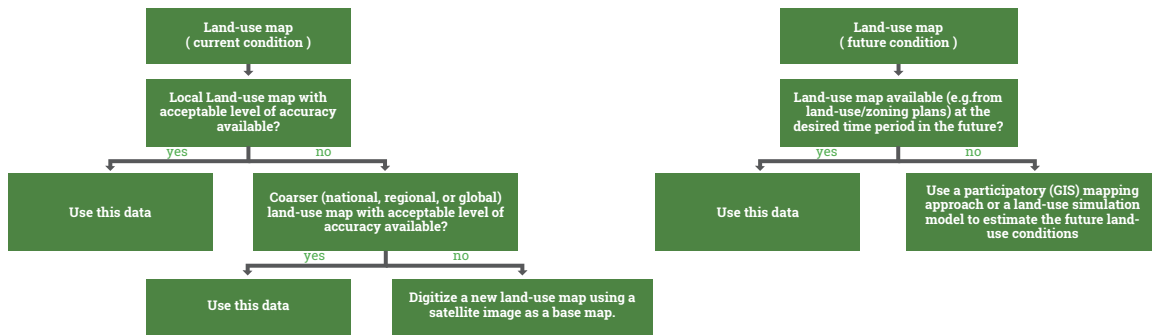 Land-use map
( current condition )
Local Land-use map with
acceptable level of accuracy
available?
yes
no
Use this data
Coarser (national, regional, or global)
land-use map with acceptable level of
accuracy available?
yes
no
Use this data
Digitize a new land-use map using a
satellite image as a base map.
Land-use map
( future condition )
Land-use map available (e.g.from
land-use/zoning plans) at the
desired time period in the future?
yes
no
Use this data
Use a participatory (GIS) mapping
approach or a land-use simulation
model to estimate the future land-
use conditions